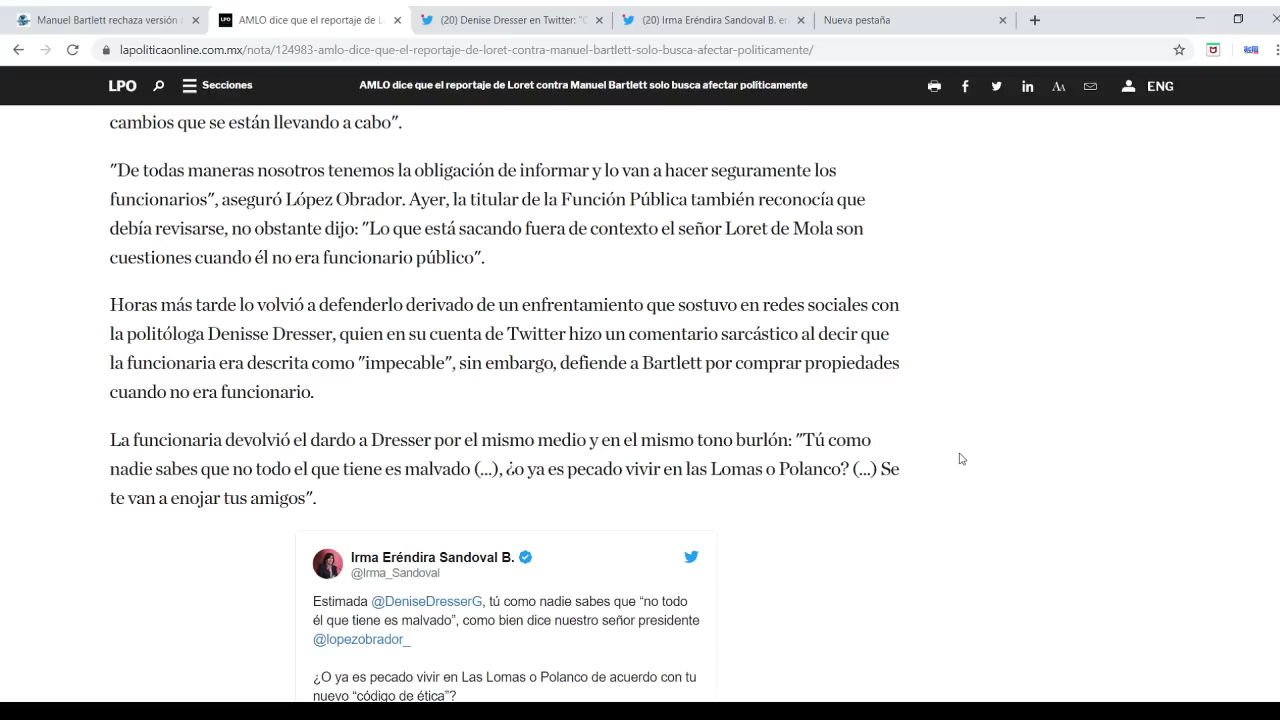 Manuel Bartlett rechaza versión
AMLO dice que el reportaje de L
(20) Denise Dresser en Twitter: "C
(20) Irma Eréndira Sandoval B. en
Nueva pestaña
lapoliticaonline.com.mx/nota/124983-amlo-dice-que-el-reportaje-de-loret-contra-manuel-bartlett-solo-busca-afectar-politicamente/
LPO Secciones AMLO dice que el reportaje de Loret contra Manuel Bartlett solo busca afectar políticamente ENG
cambios que se están llevando a cabo".
"De todas maneras nosotros tenemos la obligación de informar y lo van a hacer seguramente los
funcionarios", aseguró López Obrador. Ayer, la titular de la Función Pública también reconocía que
debía revisarse, no obstante dijo: "Lo que está sacando fuera de contexto el señor Loret de Mola son
cuestiones cuando él no era funcionario público".
Horas más tarde lo volvió a defenderlo derivado de un enfrentamiento que sostuvo en redes sociales con
la politóloga Denisse Dresser, quien en su cuenta de Twitter hizo un comentario sarcástico al decir que
la funcionaria era descrita como "impecable", sin embargo, defiende a Bartlett por comprar propiedades
cuando no era funcionario.
La funcionaria devolvió el dardo a Dresser por el mismo medio y en el mismo tono burlón: "Tú como
nadie sabes que no todo el que tiene es malvado (...), ¿o ya es pecado vivir en las Lomas o Polanco? (...) Se
te van a enojar tus amigos".
Irma Eréndira Sandoval B.
@Irma_Sandoval
Estimada @DeniseDresserG, tú como nadie sabes que "no todo
él que tiene es malvado", como bien dice nuestro señor presidente
@lopezobrador_
¿O ya es pecado vivir en Las Lomas o Polanco de acuerdo con tu
nuevo "código de ética"?